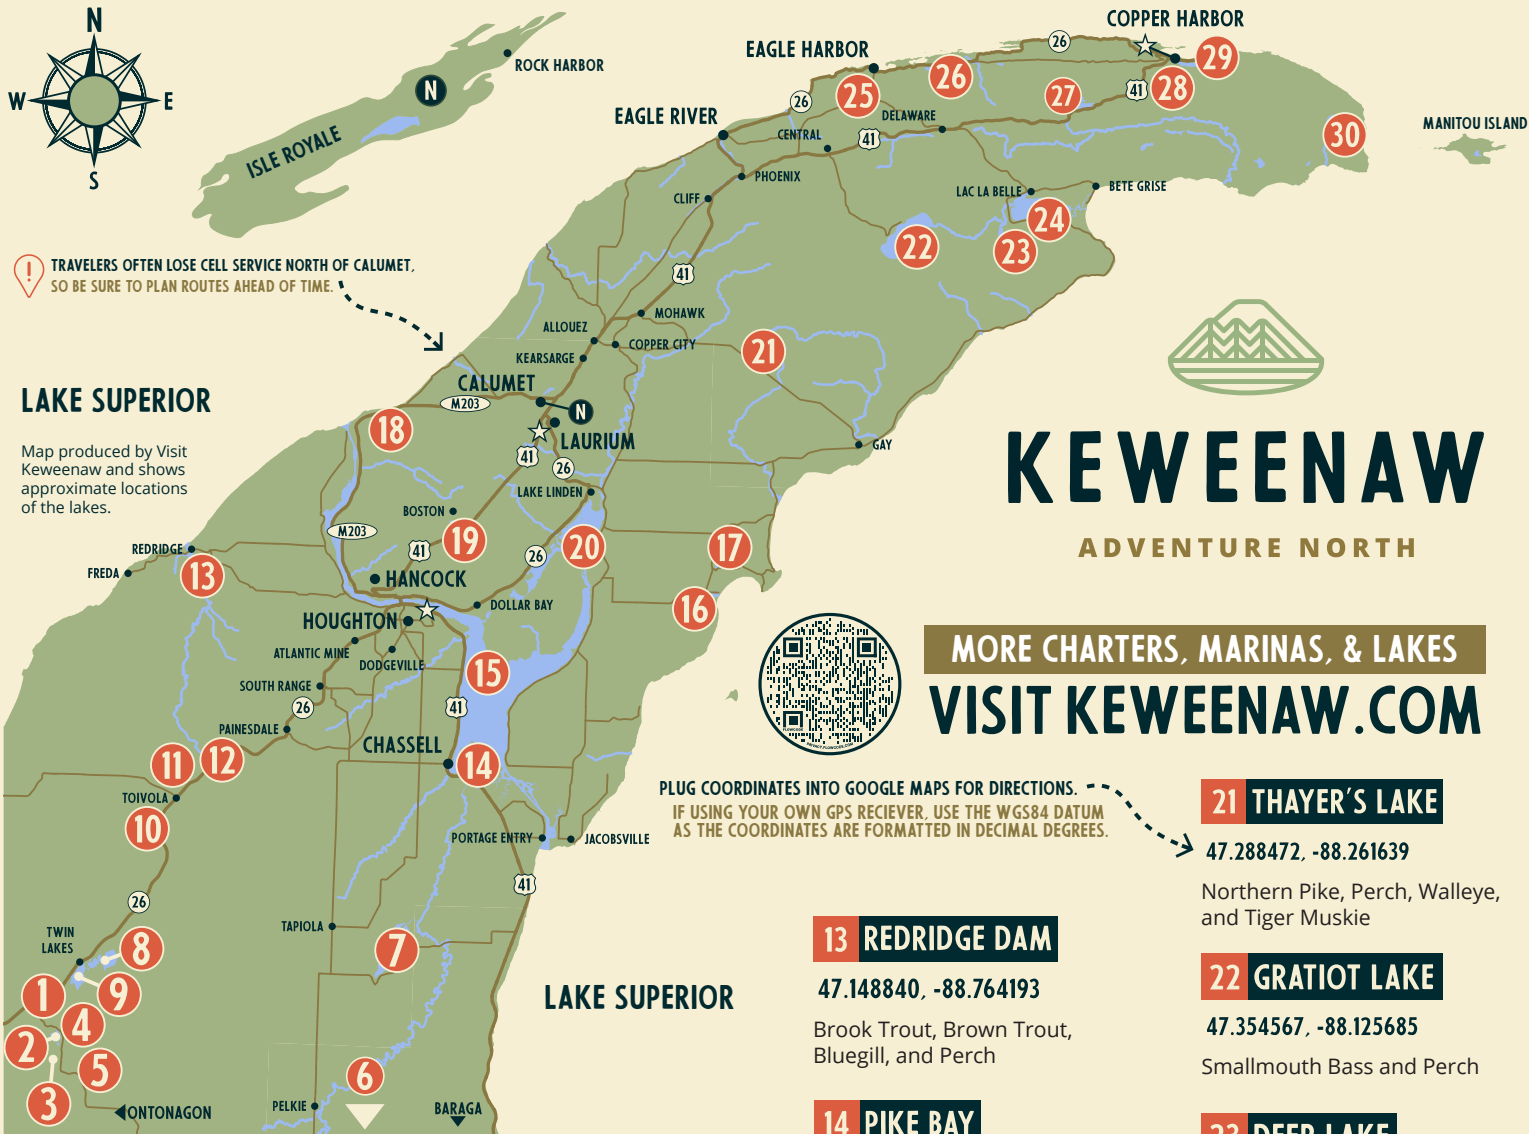 N
W
E
S
ROCK HARBOR
N
ISLE ROYALE
COPPER HARBOR
EAGLE HARBOR
26
29
26
25
27
41
28
26
EAGLE RIVER
DELAWARE
CENTRAL
41
30
MANITOU ISLAND
PHOENIX
CLIFF
LAC LA BELLE
BETE GRISE
24
22
23
TRAVELERS OFTEN LOSE CELL SERVICE NORTH OF CALUMET,
SO BE SURE TO PLAN ROUTES AHEAD OF TIME.
41
MOHAWK
ALLOUEZ
COPPER CITY
KEARSARGE
21
CALUMET
M203
N
LAURIUM
18
41
26
GAY
LAKE SUPERIOR
Map produced by Visit
Keweenaw and shows
approximate locations
of the lakes.
LAKE LINDEN
BOSTON
M203
19
41
26
20
17
REDRIDGE
FREDA
13
HANCOCK
DOLLAR BAY
16
HOUGHTON
ATLANTIC MINE
DODGEVILLE
15
SOUTH RANGE
26
41
PAINESDALE
CHASSELL
11
12
14
TOIVOLA
10
PORTAGE ENTRY
JACOBSVILLE
41
26
TAPIOLA
TWIN
LAKES
8
7
1
9
4
2
5
3
6
ONTONAGON
PELKIE
BARAGA
LAKE SUPERIOR
KEWEENAW
ADVENTURE NORTH
MORE CHARTERS, MARINAS, & LAKES
VISIT KEWEENAW.COM
PLUG COORDINATES INTO GOOGLE MAPS FOR DIRECTIONS.
IF USING YOUR OWN GPS RECIEVER, USE THE WGS84 DATUM
AS THE COORDINATES ARE FORMATTED IN DECIMAL DEGREES.
13 REDRIDGE DAM
47.148840, -88.764193
Brook Trout, Brown Trout,
Bluegill, and Perch
14 PIKE BAY
21 THAYER'S LAKE
47.288472, -88.261639
Northern Pike, Perch, Walleye,
and Tiger Muskie
22 GRATIOT LAKE
47.354567, -88.125685
Smallmouth Bass and Perch
23 DEER LAKE